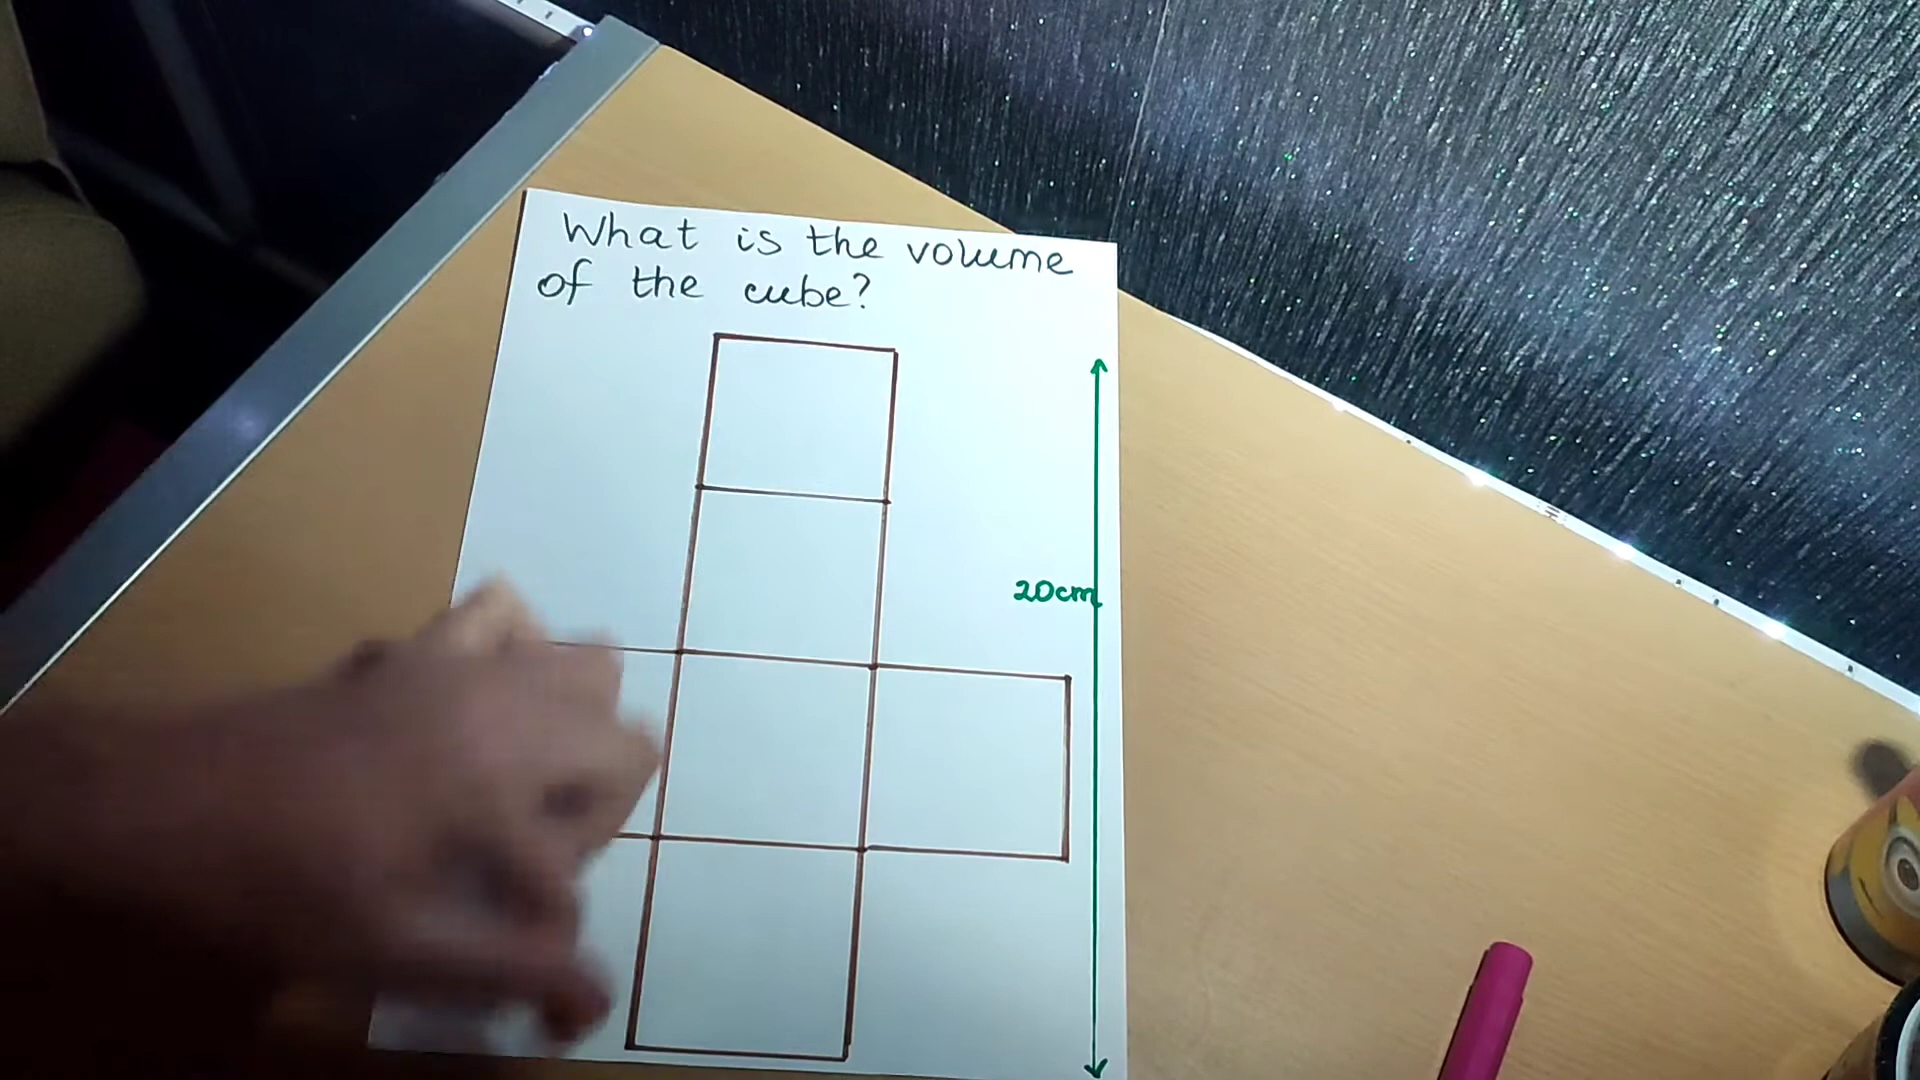 What is the volume
of the cube?
20cm